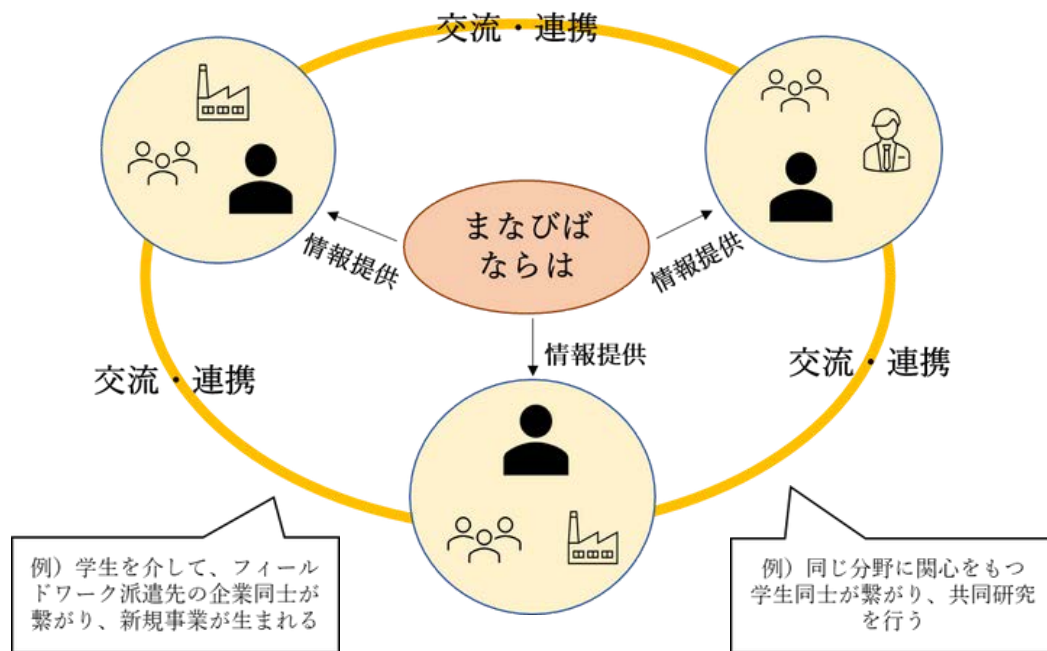 交流・連携
まなびば
ならは
情報提供
情報提供
情報提供
交流・連携
交流・連携
例）学生を介して、フィール
ドワーク派遣先の企業同士が
繋がり、新規事業が生まれる
例）同じ分野に関心をもつ
学生同士が繋がり、共同研究
を行う